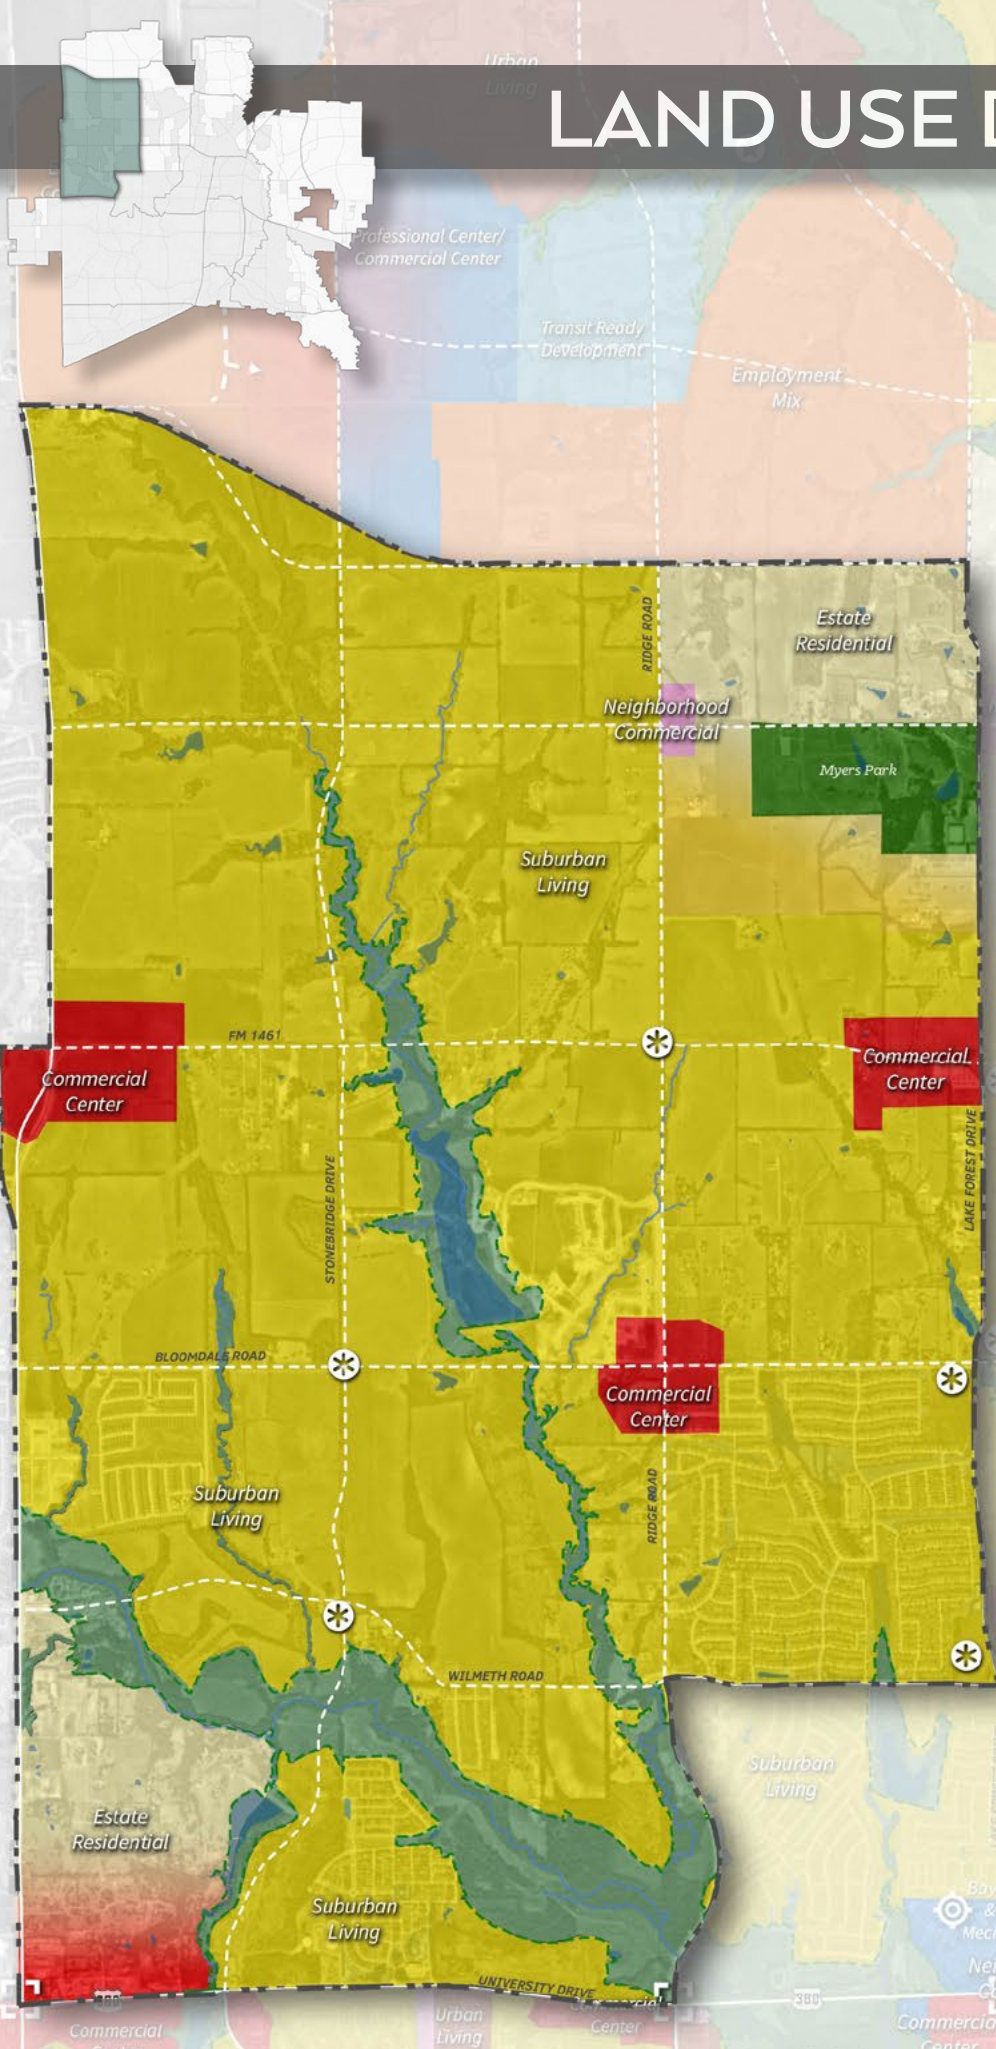 Urban
Living
LAND USE
Professional Center/
Commercial Center
Transit Ready
Development
Employment
Mix
Estate
Residential
RIDGE ROAD
Neighborhood
Commercial
Myers Park
Suburban
Living
FM 1461
Commercial
Center
Commercial
Center
LAKE FOREST DRIVE
STONEBRIDGE DRIVE
BLOOMDALE ROAD
Commercial
Center
RIDGE ROAD
Suburban
Living
WILMETH ROAD
Suburban
Living
Estate
Residential
Suburban
Living
UNIVERSITY DRIVE
380
380
Commercial
Commercial
Center
Urban
Living
Commercial
Center